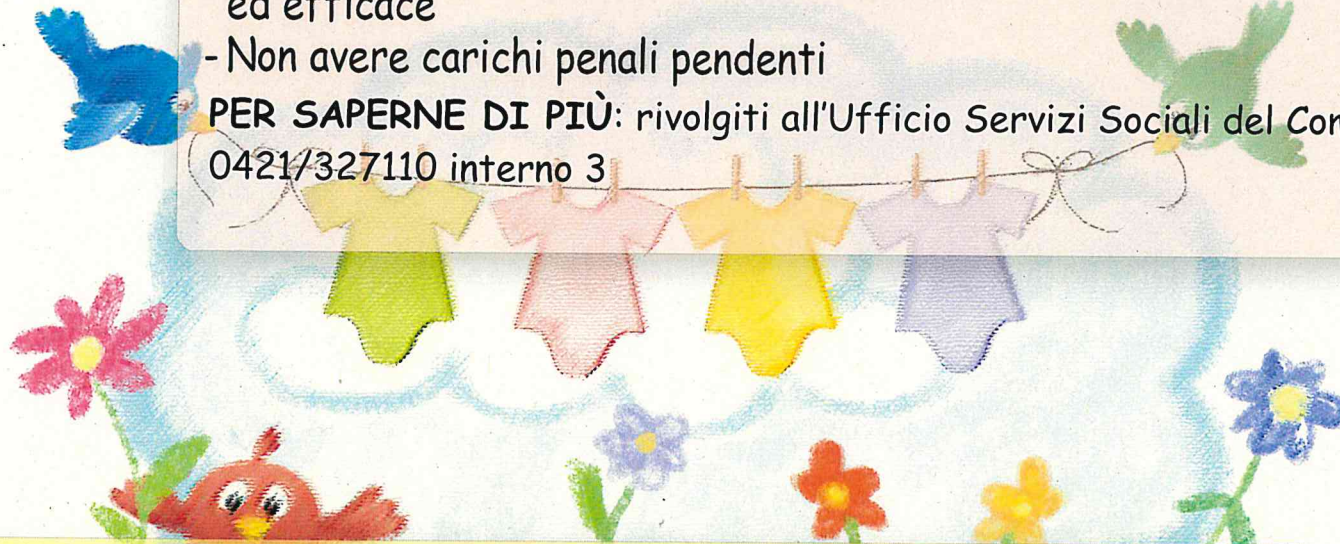 ed efficace
- Non avere carichi penali pendenti
PER SAPERNE DI PIÙ: rivolgiti all'Ufficio Servizi Sociali del
0421/327110 interno 3